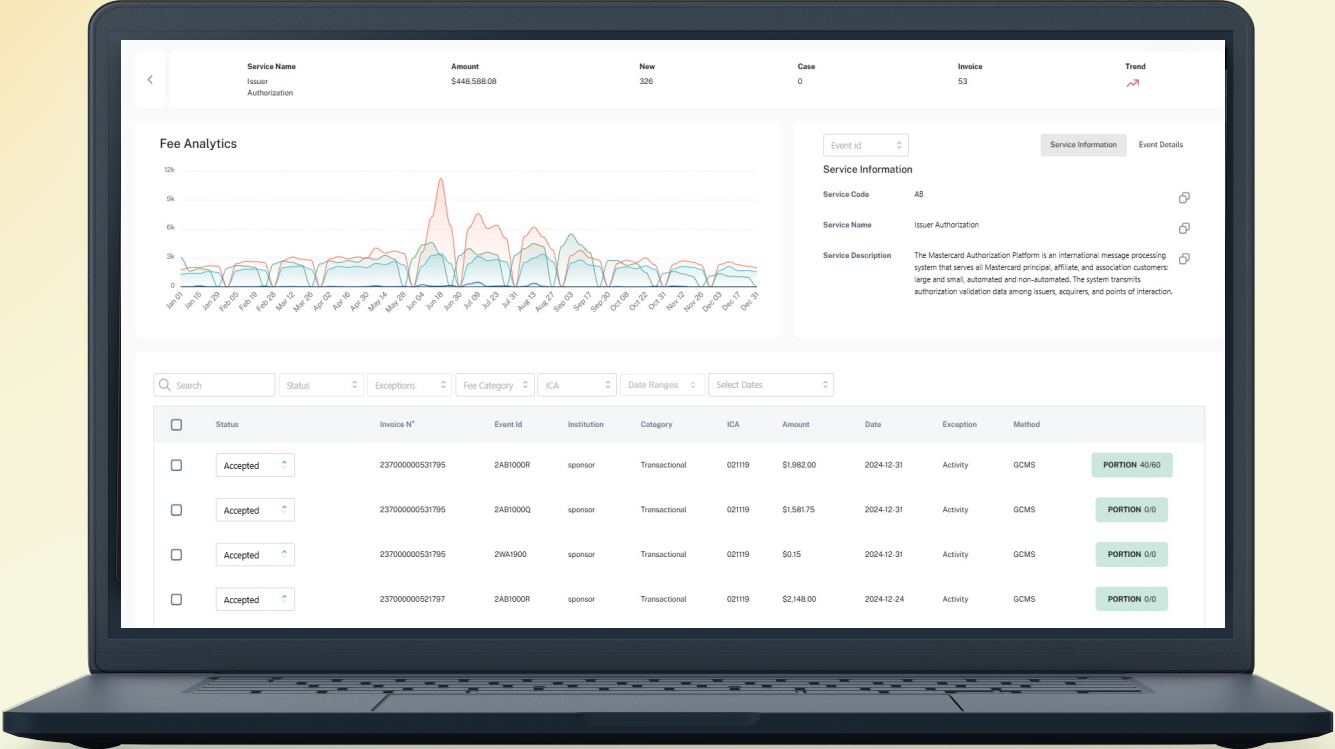 Service Name Amount New Case Invoice Trend
Issuer $448,588.08 326 0 53
Authorization
Fee Analytics
12k
9k
6k
3k
0
Jan 01 Jan 15 Jan 29 Feb 05 Feb 19 Feb 28 Mar 12 Mar 26 Apr 02 Apr 16 Apr 30 May 14 May 28 Jun 04 Jun 18 Jun 30 Jul 09 Jul 23 Jul 31 Aug 13 Aug 27 Sep 03 Sep 17 Sep 30 Oct 08 Oct 22 Oct 31 Nov 12 Nov 26 Dec 03 Dec 17 Dec 31
Event id Service Information Event Details
Service Information
Service Code AB
Service Name Issuer Authorization
Service Description The Mastercard Authorization Platform is an international message processing
system that serves all Mastercard principal, affiliate, and association customers:
large and small, automated and non-automated. The system transmits
authorization validation data among issuers, acquirers, and points of interaction.
Search Status Exceptions Fee Category ICA Date Ranges Select Dates
Status Invoice N° Event Id Institution Category ICA Amount Date Exception Method
Accepted 237000000531795 2AB1000R sponsor Transactional 021119 $1,982.00 2024-12-31 Activity GCMS PORTION 40/60
Accepted 237000000531795 2AB1000Q sponsor Transactional 021119 $1,581.75 2024-12-31 Activity GCMS PORTION 0/0
Accepted 237000000531795 2WA1900 sponsor Transactional 021119 $0.15 2024-12-31 Activity GCMS PORTION 0/0
Accepted 237000000521797 2AB1000R sponsor Transactional 021119 $2,148.00 2024-12-24 Activity GCMS PORTION 0/0